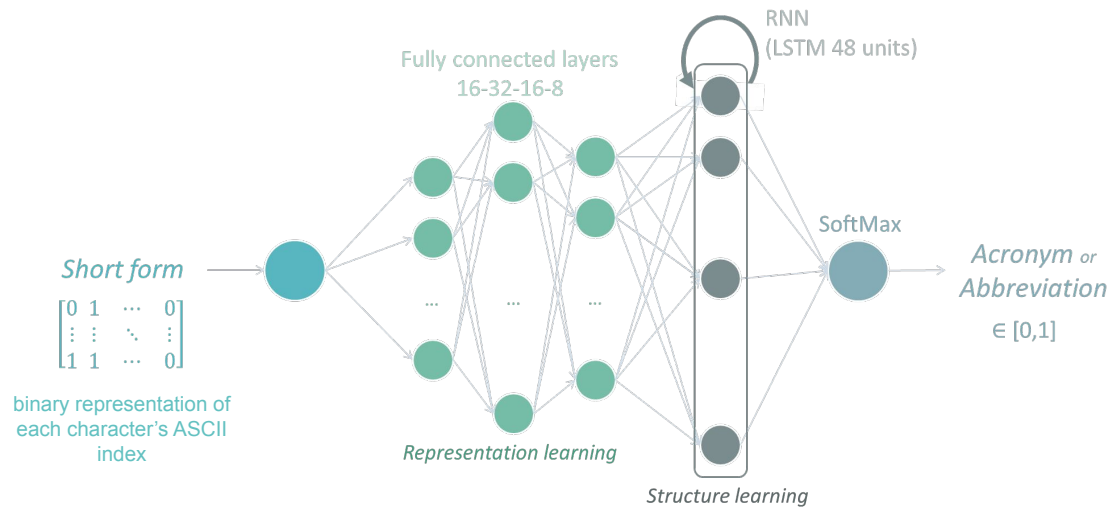 RNN
(LSTM 48 units)
Fully connected layers
16-32-16-8
SoftMax
Short form
0 1 ⋯ 0
⋮ ⋮ ⋱ ⋮
1 1 ⋯ 0
...
...
...
Acronym or
Abbreviation
∈ [0,1]
binary representation of
each character's ASCII
index
Representation learning
Structure learning